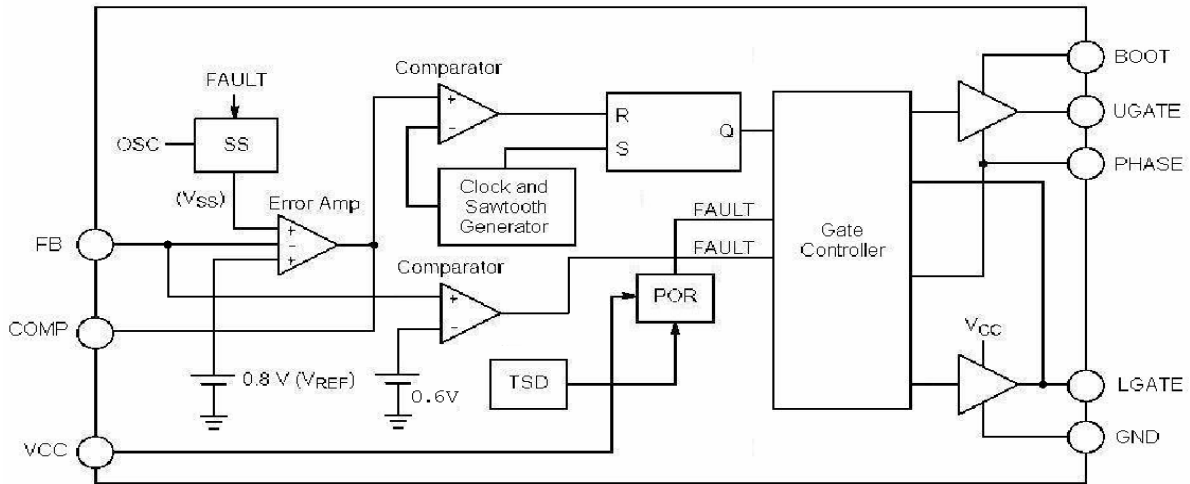 BOOT
Comparator
FAULT
UGATE
R
Q
OSC
SS
S
PHASE
(VSS)
Clock and
Sawtooth
Generator
Error Amp
FAULT
FB
FAULT
Gate
Controller
Comparator
POR
COMP
VCC
0.8 V (VREF)
0.6V
TSD
LGATE
VCC
GND
+
−
+
−
+
+
−